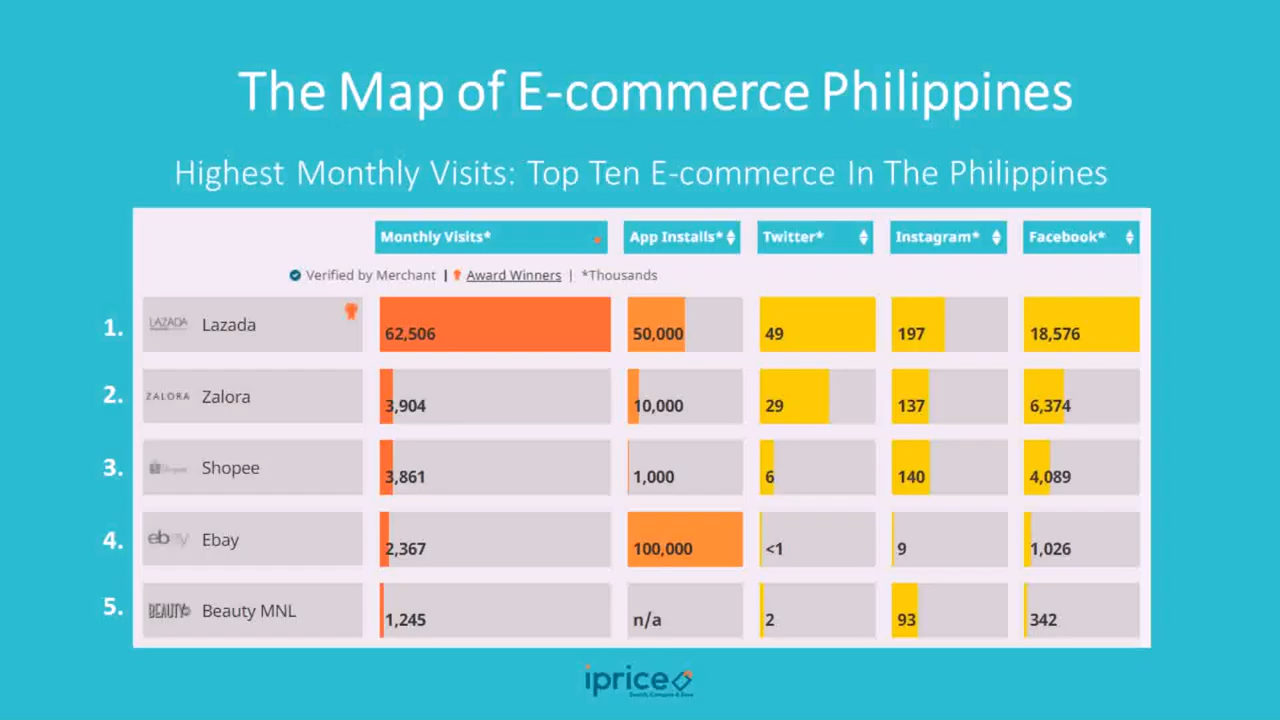 The Map of E-commerce Philippines
Highest Monthly Visits: Top Ten E-commerce In The Philippines
Monthly Visits* App Installs* Twitter* Instagram* Facebook*
Verified by Merchant | Award Winners | *Thousands
1. LAZADA Lazada 62,506 50,000 49 197 18,576
2. ZALORA Zalora 3,904 10,000 29 137 6,374
3. Shopee Shopee 3,861 1,000 6 140 4,089
4. ebay Ebay 2,367 100,000 <1 9 1,026
5. BEAUTY Beauty MNL 1,245 n/a 2 93 342
iprice